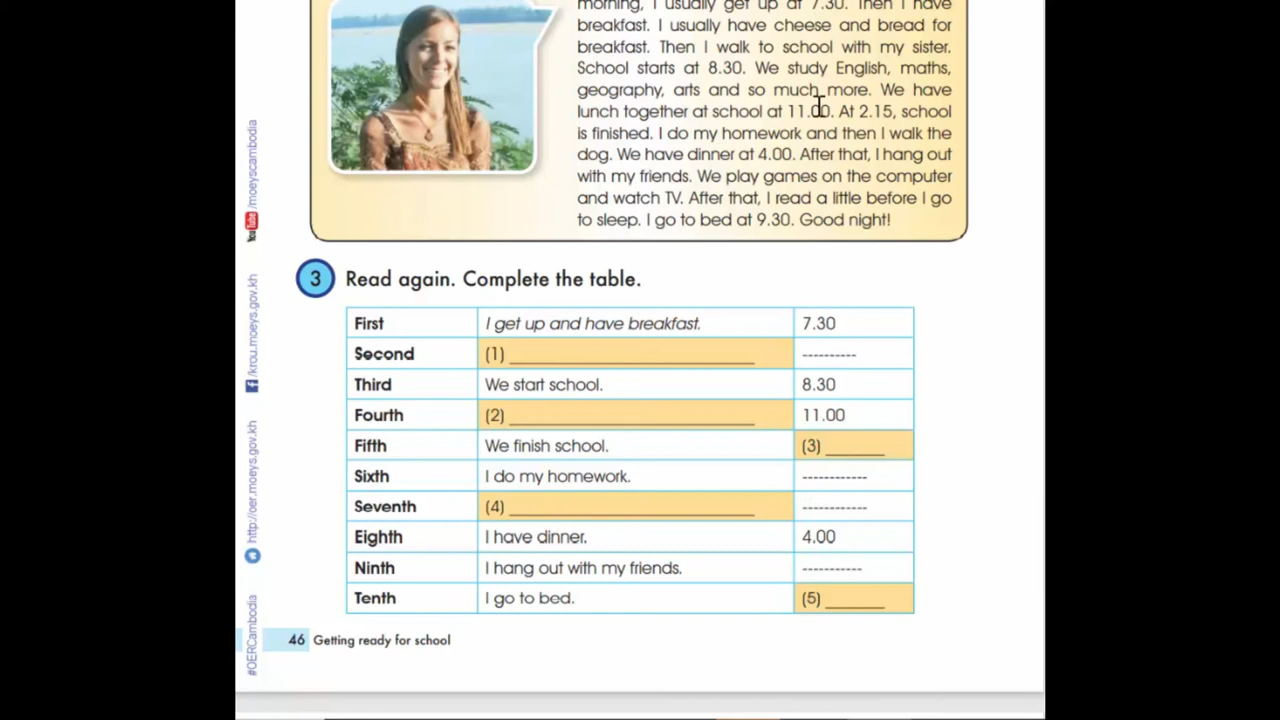 morning, I usually get up at 7.30. Then I have
breakfast. I usually have cheese and bread for
breakfast. Then I walk to school with my sister.
School starts at 8.30. We study English, maths,
geography, arts and so much more. We have
lunch together at school at 11.00. At 2.15, school
is finished. I do my homework and then I walk the
dog. We have dinner at 4.00. After that, I hang out
with my friends. We play games on the computer
and watch TV. After that, I read a little before I go
to sleep. I go to bed at 9.30. Good night!
3 Read again. Complete the table.
First I get up and have breakfast. 7.30
Second (1) ____________________ ----------
Third We start school. 8.30
Fourth (2) ____________________ 11.00
Fifth We finish school. (3) ______
Sixth I do my homework. ------------
Seventh (4) ____________________ ------------
Eighth I have dinner. 4.00
Ninth I hang out with my friends. -----------
Tenth I go to bed. (5) ______
46 Getting ready for school
YouTube /moeyscambodia
f /krou.moeys.gov.kh
http://oer.moeys.gov.kh
#OERCambodia